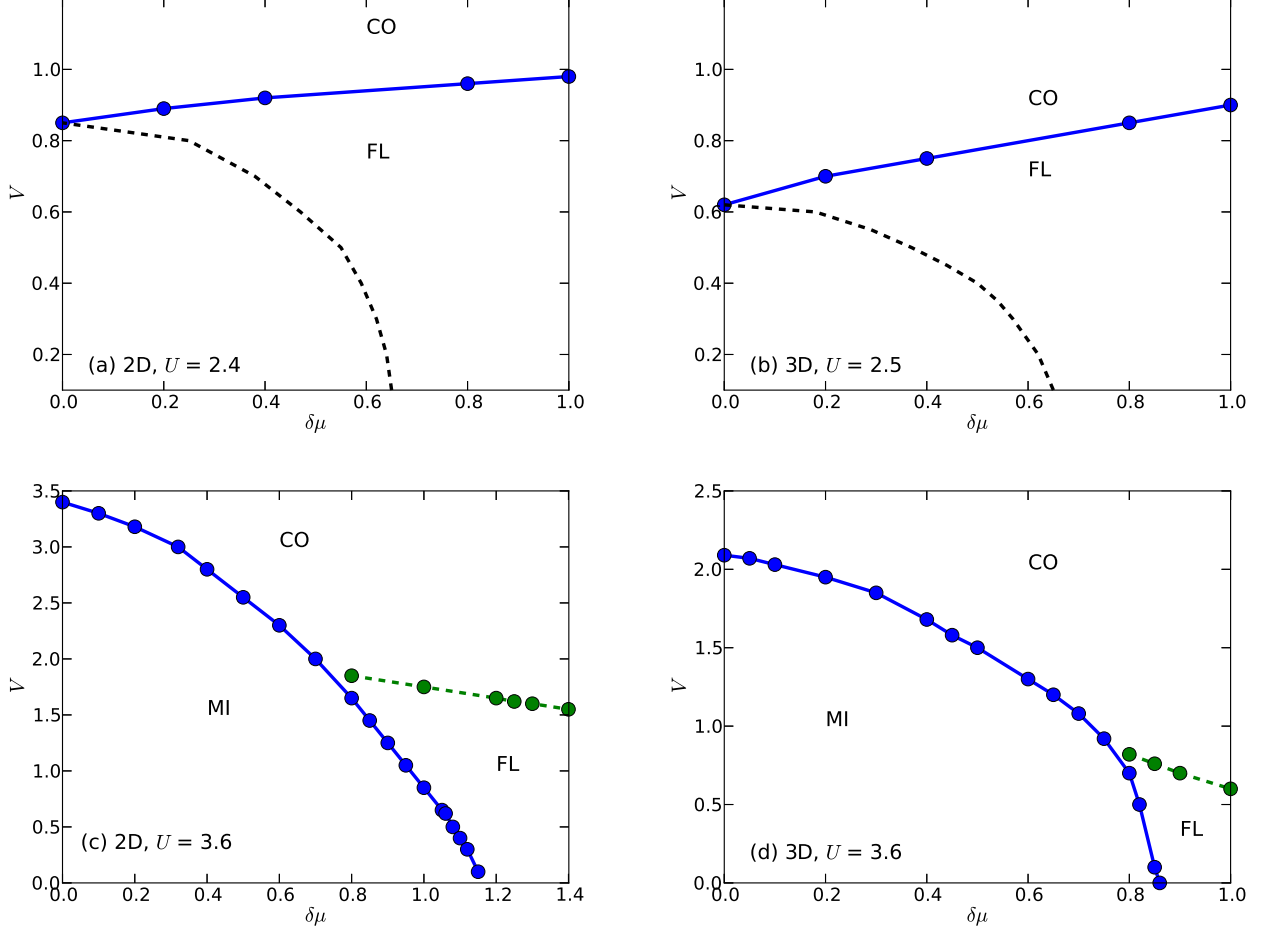 CO
1.0
0.8
FL
V
0.6
0.4
0.2
(a) 2D, U = 2.4
0.0 0.2 0.4 0.6 0.8 1.0
δμ
1.0
CO
0.8
FL
V
0.6
0.4
0.2
(b) 3D, U = 2.5
0.0 0.2 0.4 0.6 0.8 1.0
δμ
3.5
CO
3.0
2.5
2.0
V
MI
1.5
FL
1.0
0.5
(c) 2D, U = 3.6
0.0
0.0 0.2 0.4 0.6 0.8 1.0 1.2 1.4
δμ
2.5
CO
2.0
1.5
V
MI
1.0
0.5
FL
(d) 3D, U = 3.6
0.0
0.0 0.2 0.4 0.6 0.8 1.0
δμ